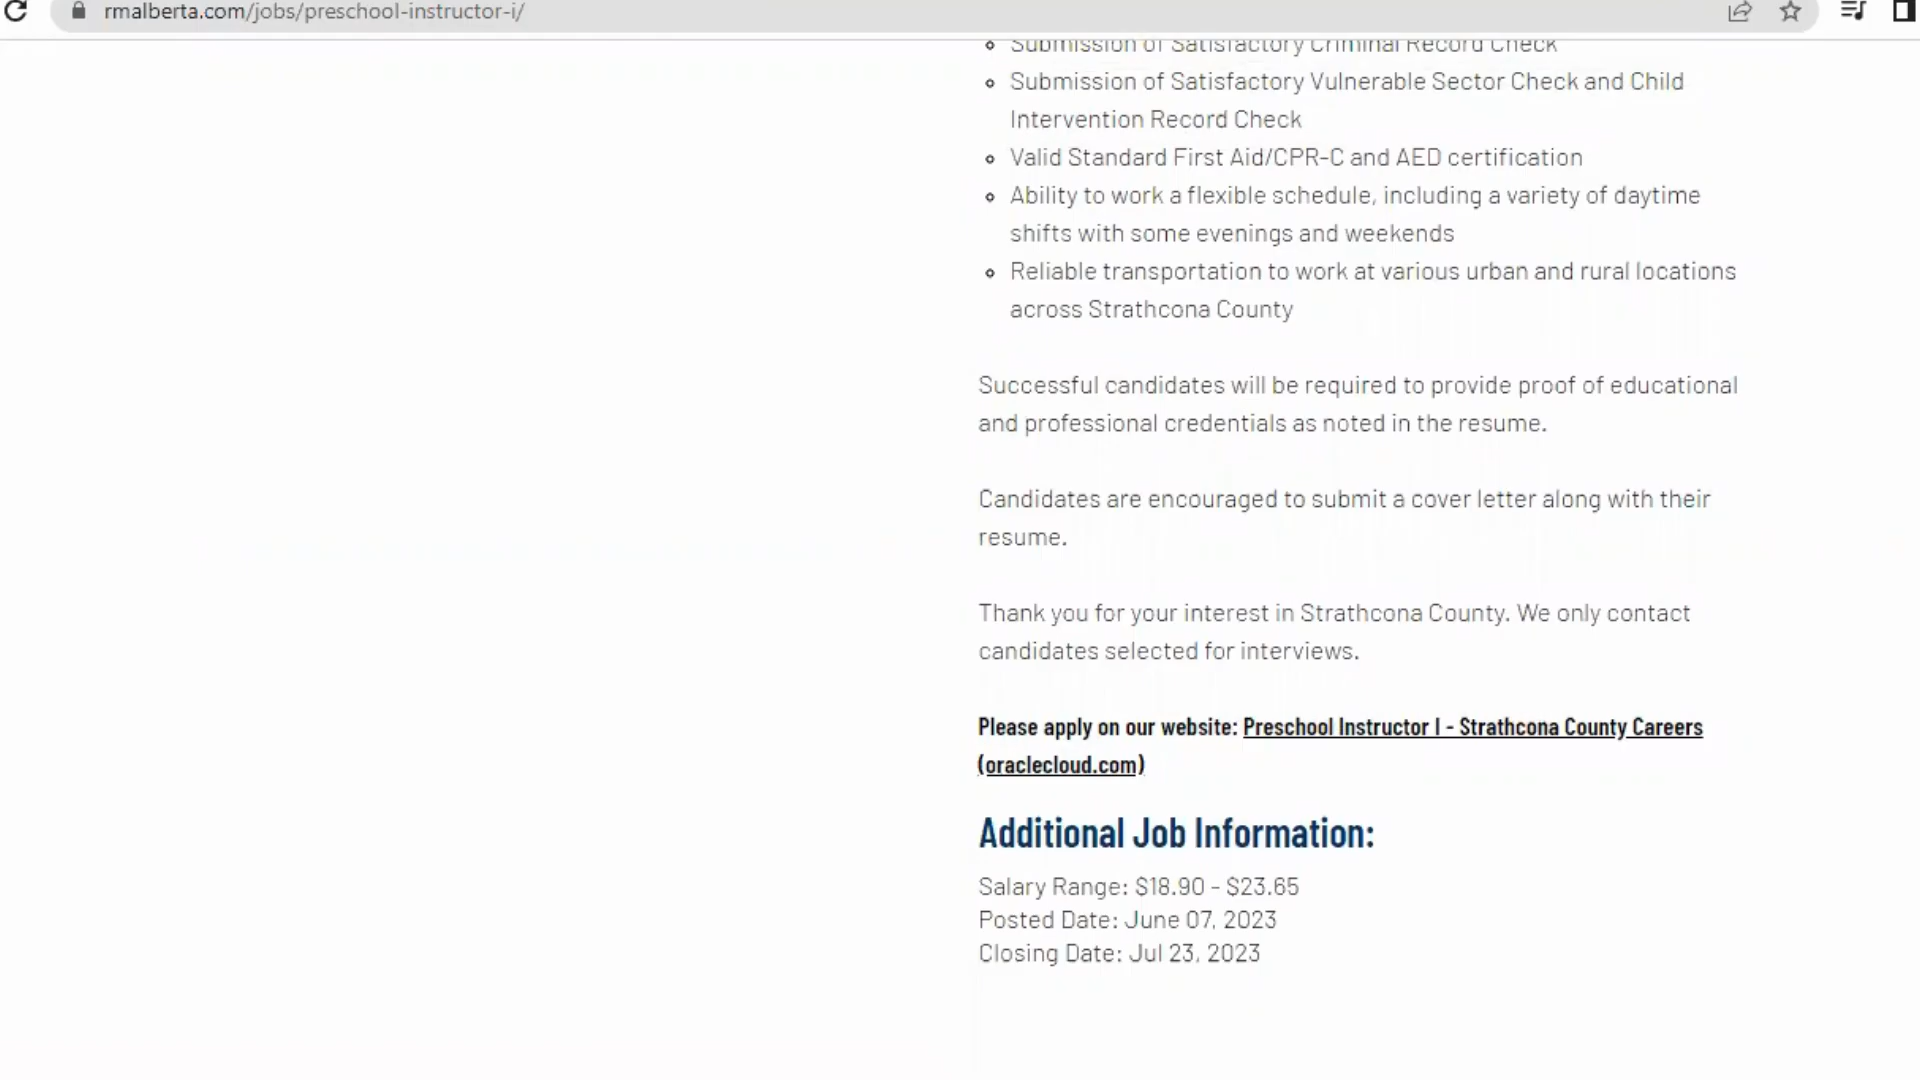 rmalberta.com/jobs/preschool-instructor-i/
Submission of Satisfactory Criminal Record Check
Submission of Satisfactory Vulnerable Sector Check and Child
Intervention Record Check
Valid Standard First Aid/CPR-C and AED certification
Ability to work a flexible schedule, including a variety of daytime
shifts with some evenings and weekends
Reliable transportation to work at various urban and rural locations
across Strathcona County
Successful candidates will be required to provide proof of educational
and professional credentials as noted in the resume.
Candidates are encouraged to submit a cover letter along with their
resume.
Thank you for your interest in Strathcona County. We only contact
candidates selected for interviews.
Please apply on our website: Preschool Instructor I - Strathcona County Careers
(oraclecloud.com)
Additional Job Information:
Salary Range: $18.90 - $23.65
Posted Date: June 07, 2023
Closing Date: Jul 23, 2023